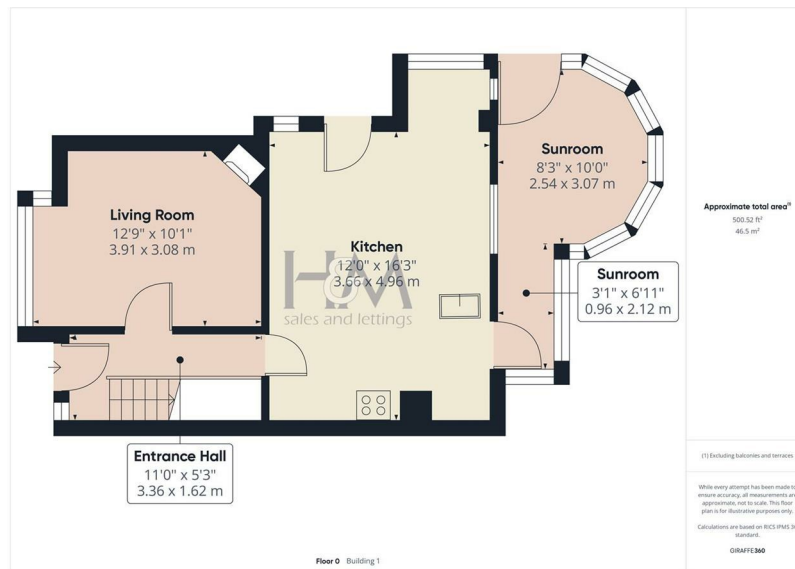 Living Room
12'9" x 10'1"
3.91 x 3.08 m
Kitchen
12'0" x 16'3"
3.66 x 4.96 m
H&M
sales and lettings
Sunroom
8'3" x 10'0"
2.54 x 3.07 m
Sunroom
3'1" x 6'11"
0.96 x 2.12 m
Entrance Hall
11'0" x 5'3"
3.36 x 1.62 m
Floor 0 Building 1
Approximate total area(1)
500.52 ft²
46.5 m²
(1) Excluding balconies and terraces
While every attempt has been made to
ensure accuracy, all measurements are
approximate, not to scale. This floor
plan is for illustrative purposes only.
Calculations are based on RICS IPMS 3C
standard.
GIRAFFE360